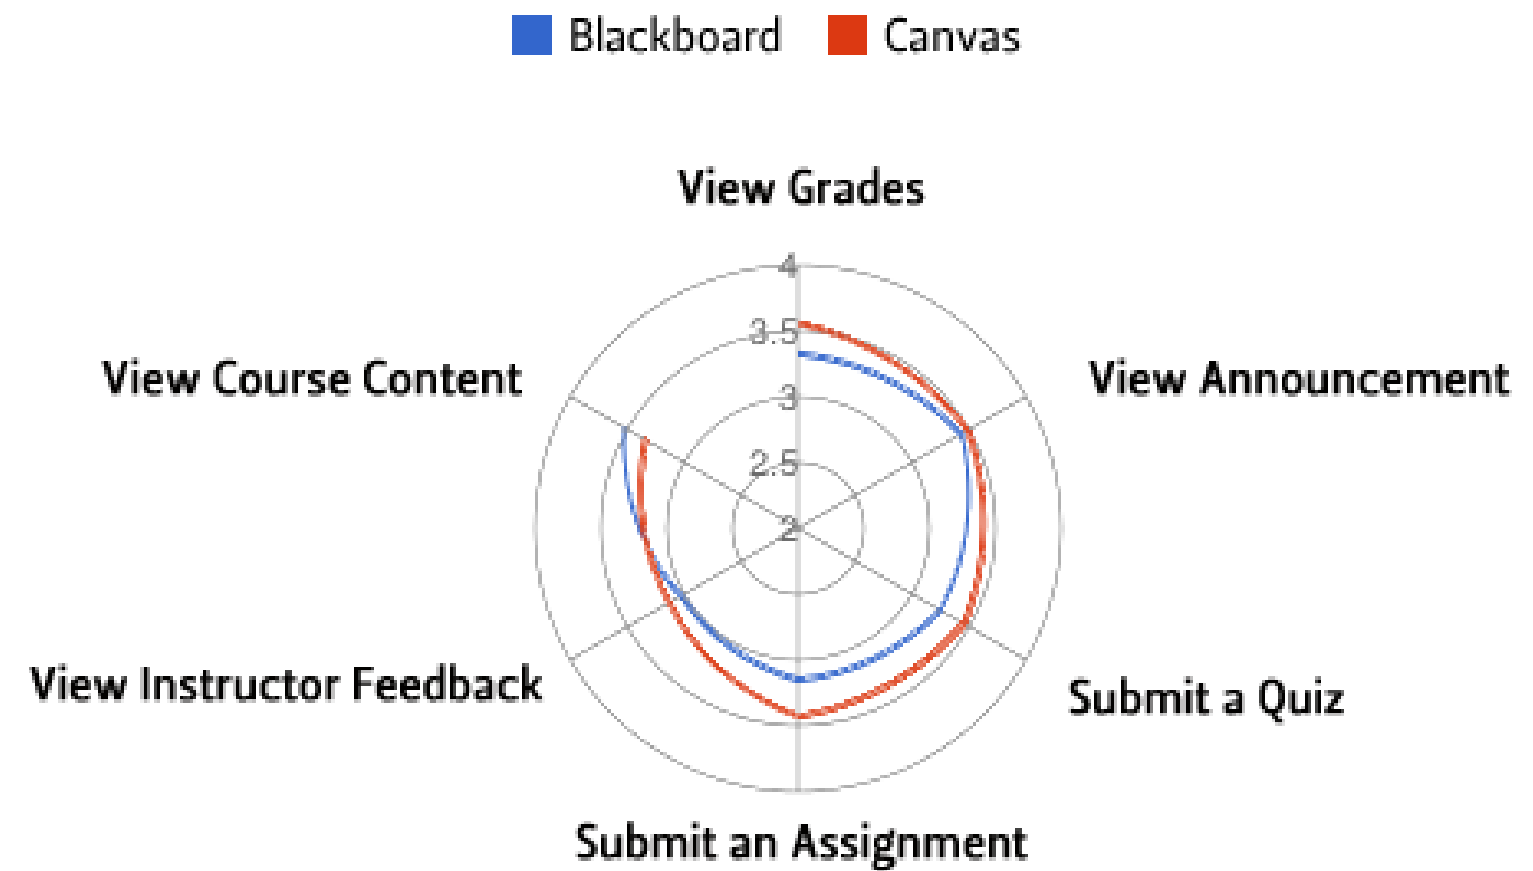 Blackboard Canvas
View Grades
4
3.5
3
2.5
2
View Course Content
View Announcement
View Instructor Feedback
Submit a Quiz
Submit an Assignment